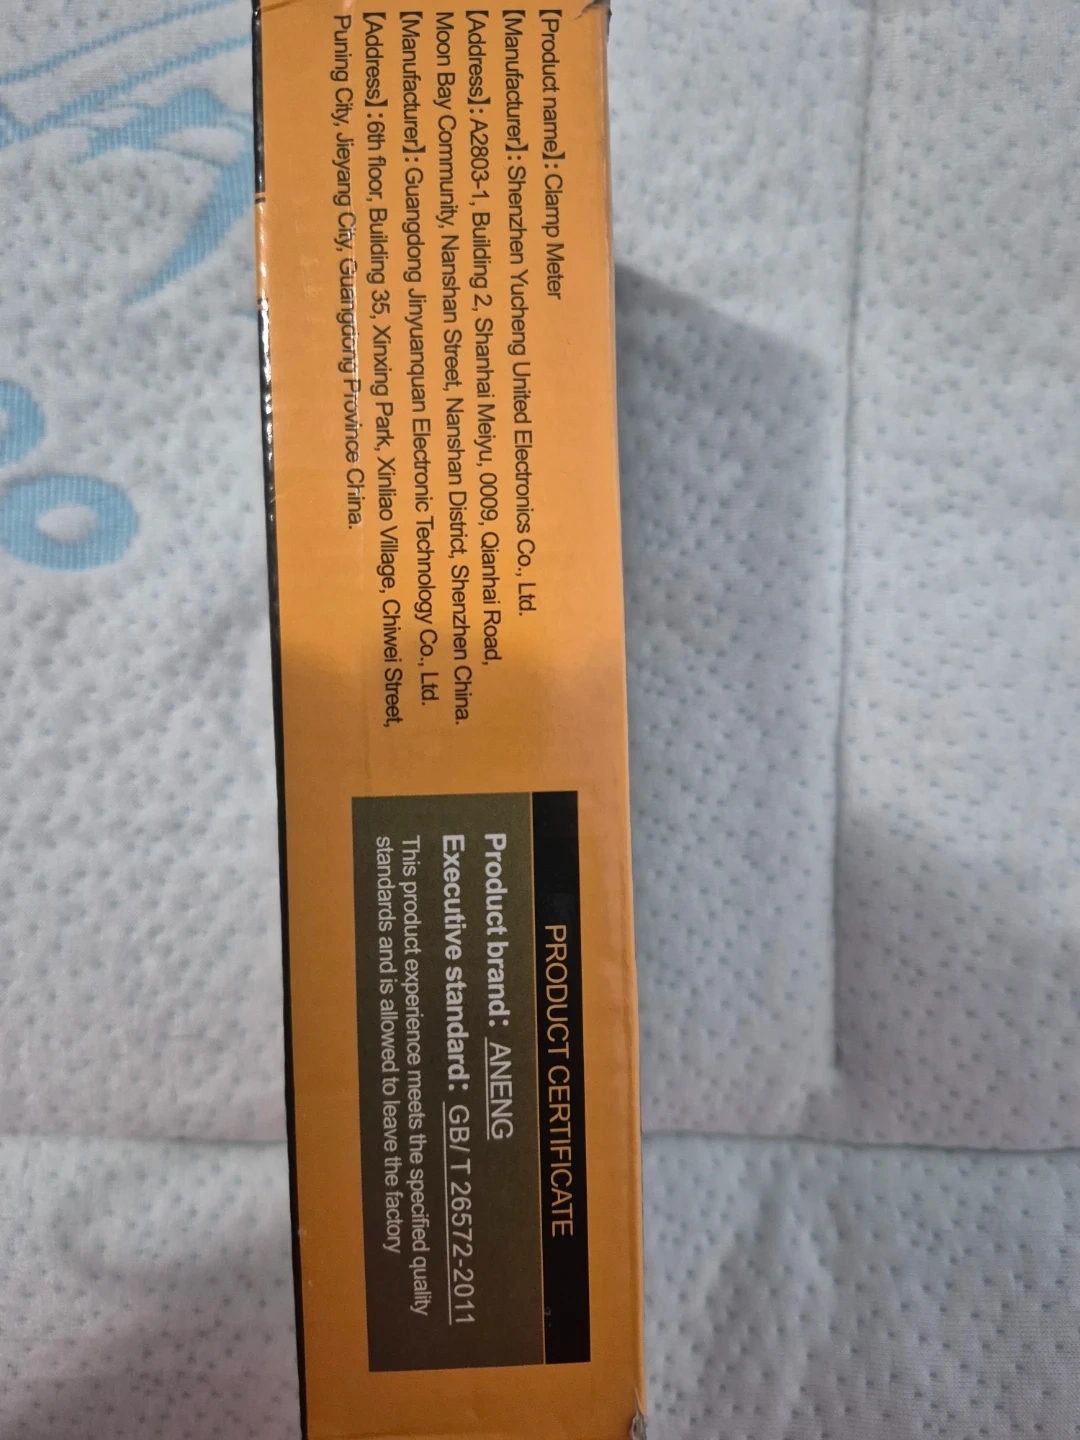 【Product name】: Clamp Meter
【Manufacturer】: Shenzhen Yucheng United Electronics Co., Ltd.
【Address】: A2803-1, Building 2, Shanhai Meiyu, 0009, Qianhai Road,
Moon Bay Community, Nanshan Street, Nanshan District, Shenzhen China.
【Manufacturer】: Guangdong Jinyuanquan Electronic Technology Co., Ltd.
【Address】:6th floor, Building 35, Xinxing Park, Xinliao Village, Chiwei Street,
Puning City, Jieyang City, Guangdong Province China.
PRODUCT CERTIFICATE
Product brand: ANENG
Executive standard: GB/T 26572-2011
This product experience meets the specified quality
standards and is allowed to leave the factory